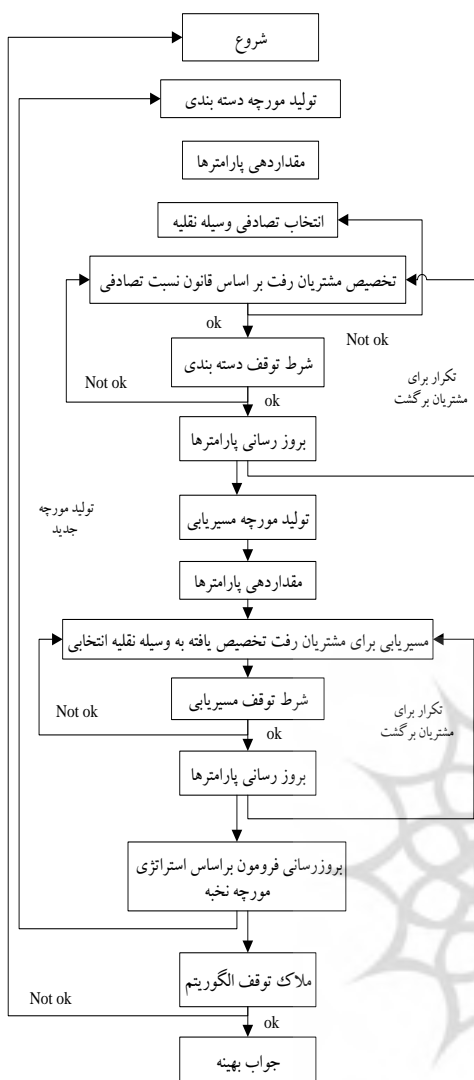 شروع
تولید مورچه دسته بندی
مقداردهی پارامترها
انتخاب تصادفی وسیله نقلیه
تخصیص مشتریان رفت بر اساس قانون نسبت تصادفی
ok
Not ok
شرط توقف دسته بندی
Not ok
تکرار برای
مشتریان برگشت
ok
بروز رسانی پارامترها
تولید مورچه مسیریابی
تولید مورچه
جدید
مقداردهی پارامترها
مسیریابی برای مشتریان رفت تخصیص یافته به وسیله نقلیه انتخابی
شرط توقف مسیریابی
Not ok
تکرار برای
مشتریان برگشت
ok
بروز رسانی پارامترها
بروزرسانی فرومون براساس استراتژی
مورچه نخبه
ملاک توقف الگوریتم
Not ok
ok
جواب بهینه